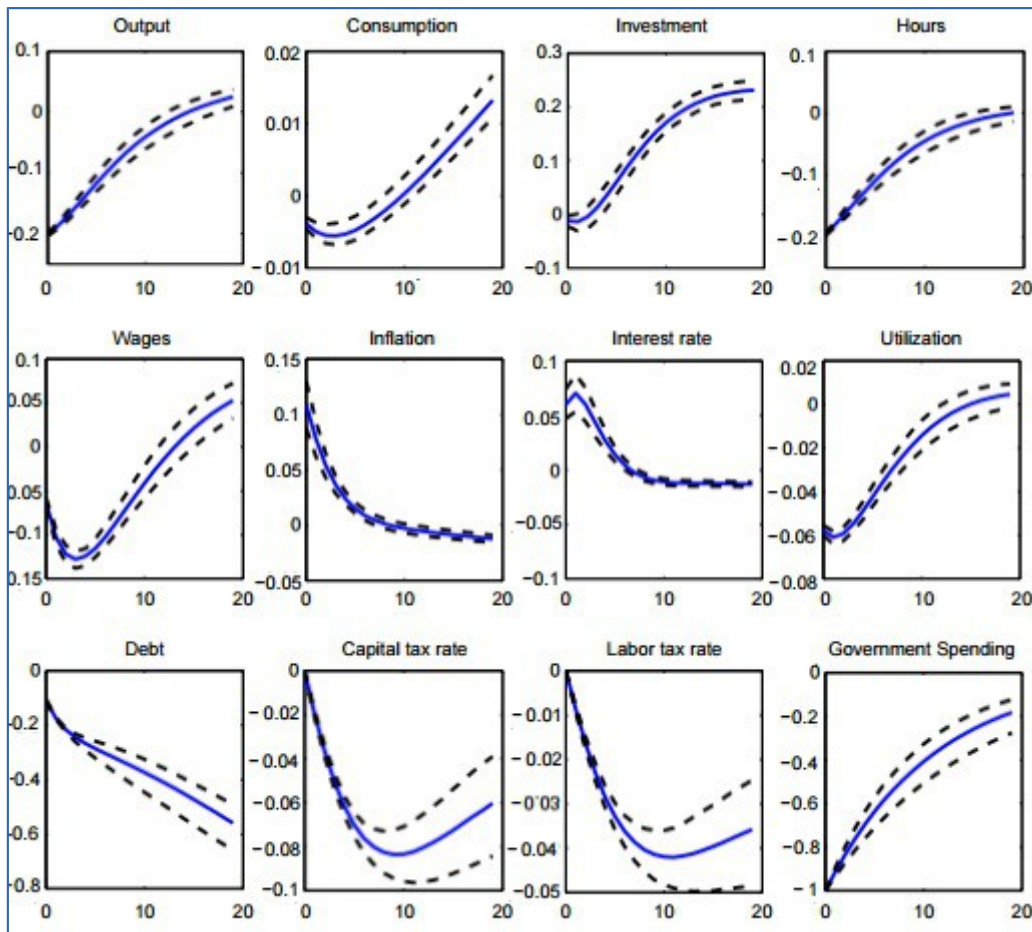 Output Consumption Investment Hours
0.1 0.02 0.3 0.1
0.2
0 0.01 0
0.1
−0.1 0 −0.1
0
−0.2 −0.2
−0.01 −0.1
0 10 20 0 10 20 0 10 20 0 10 20
Wages Inflation Interest rate Utilization
0.1 0.15 0.1 0.02
0.05 0.1 0.05 0
0 0.05 0 −0.02
0.05 −0.04
−0.1 0 −0.05 −0.06
0.15 −0.05 −0.1 −0.08
0 10 20 0 10 20 0 10 20 0 10 20
Debt Capital tax rate Labor tax rate Government Spending
0 0 0 0
−0.02 −0.01 −0.2
−0.2
−0.04 −0.02 −0.4
−0.4
−0.06 −0.03 −0.6
−0.6
−0.08 −0.04 −0.8
−0.8 −0.1 −0.05 −1
0 10 20 0 10 20 0 10 20 0 10 20